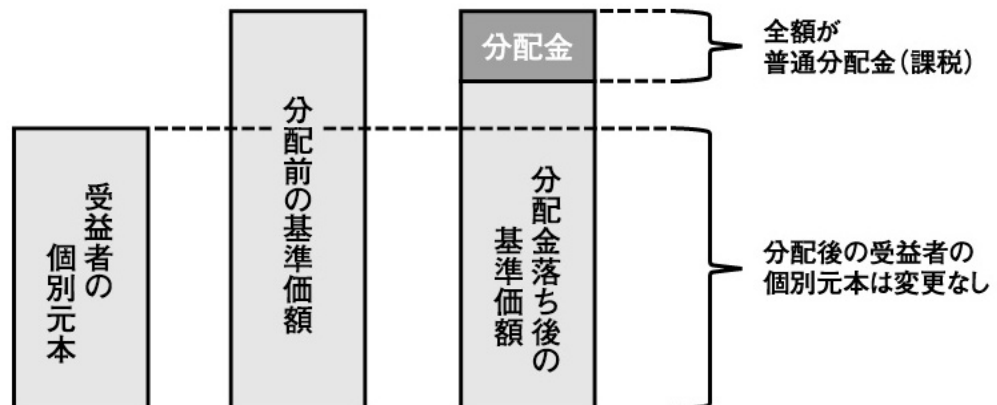 受益者の
個別元本
分配前の基準価額
分配金
分配金落ち後の
基準価額
全額が
普通分配金（課税）
分配後の受益者の
個別元本は変更なし